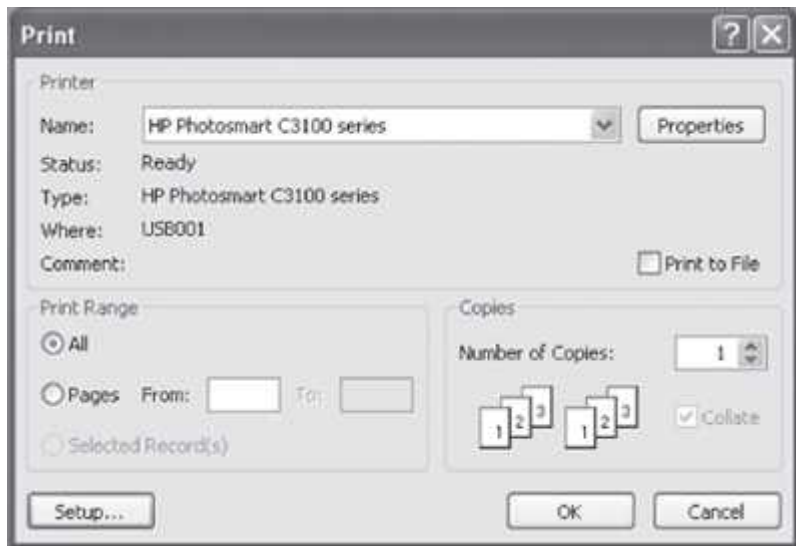 Print
Printer
Name: HP Photosmart C3100 series Properties
Status: Ready
Type: HP Photosmart C3100 series
Where: USB001
Comment: Print to File
Print Range
All
Pages From: To:
Selected Record(s)
Copies
Number of Copies: 1
1 2 3 1 2 3
Collate
Setup... OK Cancel